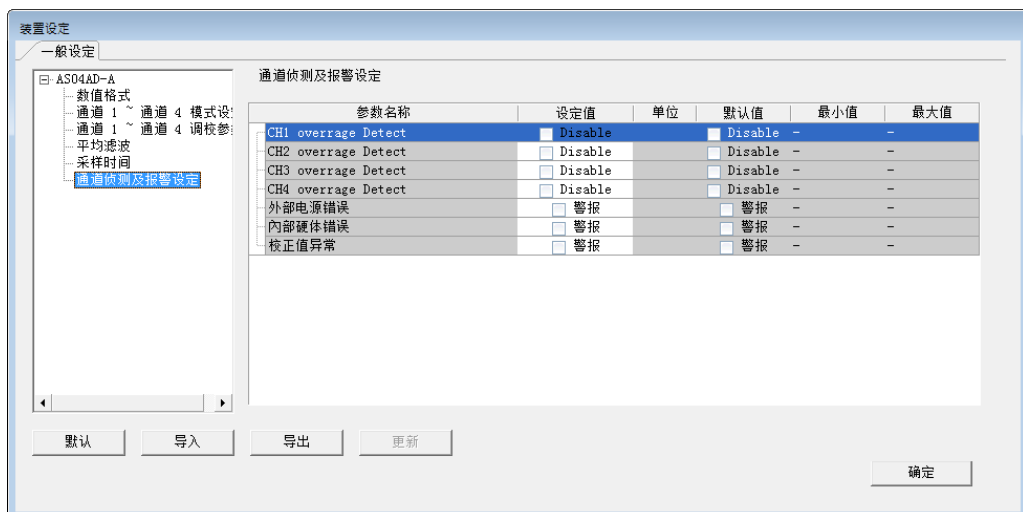 装置设定
一般设定
AS04AD-A
数值格式
通道 1 ~ 通道 4 模式设
通道 1 ~ 通道 4 调校参
平均滤波
采样时间
通道侦测及报警设定
通道侦测及报警设定
参数名称 设定值 单位 默认值 最小值 最大值
CH1 overrage Detect Disable Disable - -
CH2 overrage Detect Disable Disable - -
CH3 overrage Detect Disable Disable - -
CH4 overrage Detect Disable Disable - -
外部电源错误 警报 警报 - -
内部硬体错误 警报 警报 - -
校正值异常 警报 警报 - -
默认 导入 导出 更新
确定